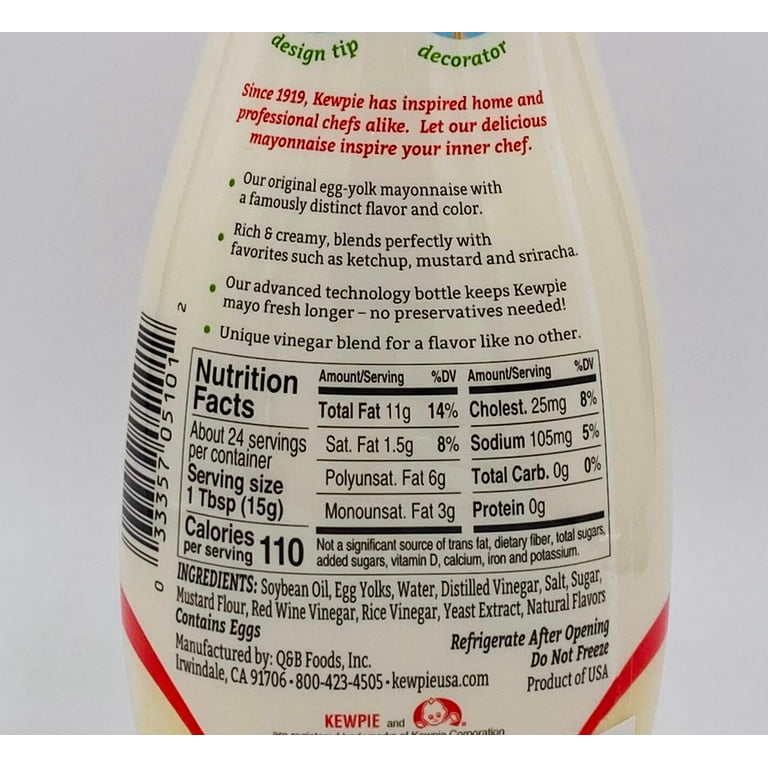 design tip
decorator
Since 1919, Kewpie has inspired home and
professional chefs alike. Let our delicious
mayonnaise inspire your inner chef.
• Our original egg-yolk mayonnaise with
a famously distinct flavor and color.
• Rich & creamy, blends perfectly with
favorites such as ketchup, mustard and sriracha.
• Our advanced technology bottle keeps Kewpie
mayo fresh longer – no preservatives needed!
• Unique vinegar blend for a flavor like no other.
0 33357 05101 2
Nutrition
Facts
About 24 servings
per container
Serving size
1 Tbsp (15g)
Calories
per serving 110
Amount/Serving %DV
Total Fat 11g 14%
Sat. Fat 1.5g 8%
Polyunsat. Fat 6g
Monounsat. Fat 3g
Amount/Serving %DV
Cholest. 25mg 8%
Sodium 105mg 5%
Total Carb. 0g 0%
Protein 0g
Not a significant source of trans fat, dietary fiber, total sugars,
added sugars, vitamin D, calcium, iron and potassium.
INGREDIENTS: Soybean Oil, Egg Yolks, Water, Distilled Vinegar, Salt, Sugar,
Mustard Flour, Red Wine Vinegar, Rice Vinegar, Yeast Extract, Natural Flavors
Contains Eggs
Manufactured by: Q&B Foods, Inc.
Irwindale, CA 91706 • 800-423-4505 • kewpieusa.com
Refrigerate After Opening
Do Not Freeze
Product of USA
KEWPIE and ®
are registered trademarks of Kewpie Corporation